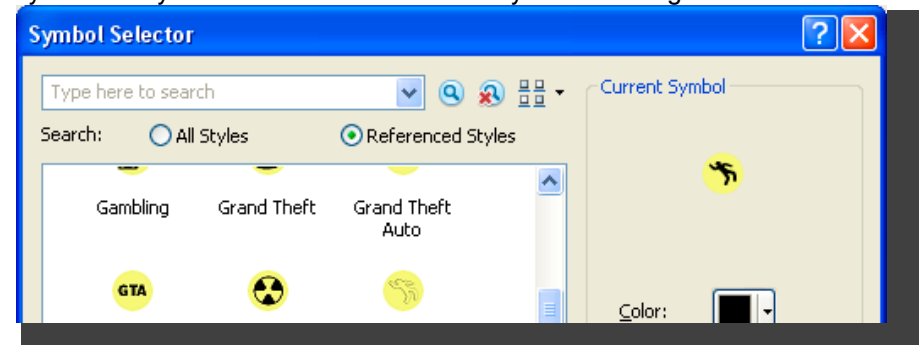 Symbol Selector
Type here to search
Current Symbol
Search: All Styles Referenced Styles
Gambling Grand Theft Grand Theft
Auto
GTA
Color: